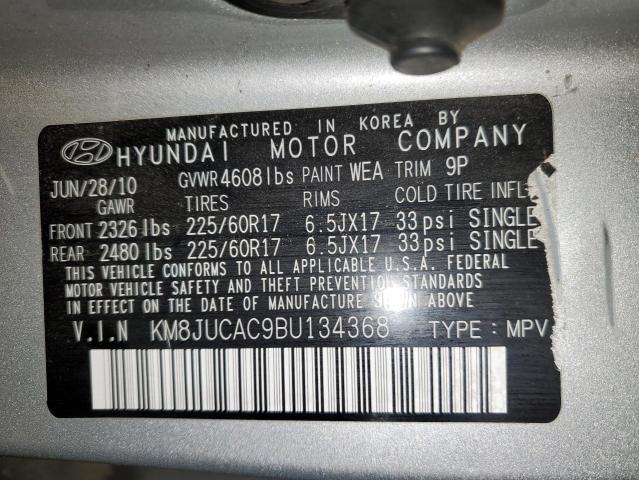 MANUFACTURED IN KOREA BY
HYUNDAI MOTOR COMPANY
JUN/28/10 GVWR 4608lbs PAINT WEA TRIM 9P
GAWR TIRES RIMS COLD TIRE INFL
FRONT 2326lbs 225/60R17 6.5JX17 33psi SINGLE
REAR 2480lbs 225/60R17 6.5JX17 33psi SINGLE
THIS VEHICLE CONFORMS TO ALL APPLICABLE U.S.A. FEDERAL
MOTOR VEHICLE SAFETY AND THEFT PREVENTION STANDARDS
IN EFFECT ON THE DATE OF MANUFACTURE SHOWN ABOVE
V.I.N KM8JUCAC9BU134368 TYPE : MPV